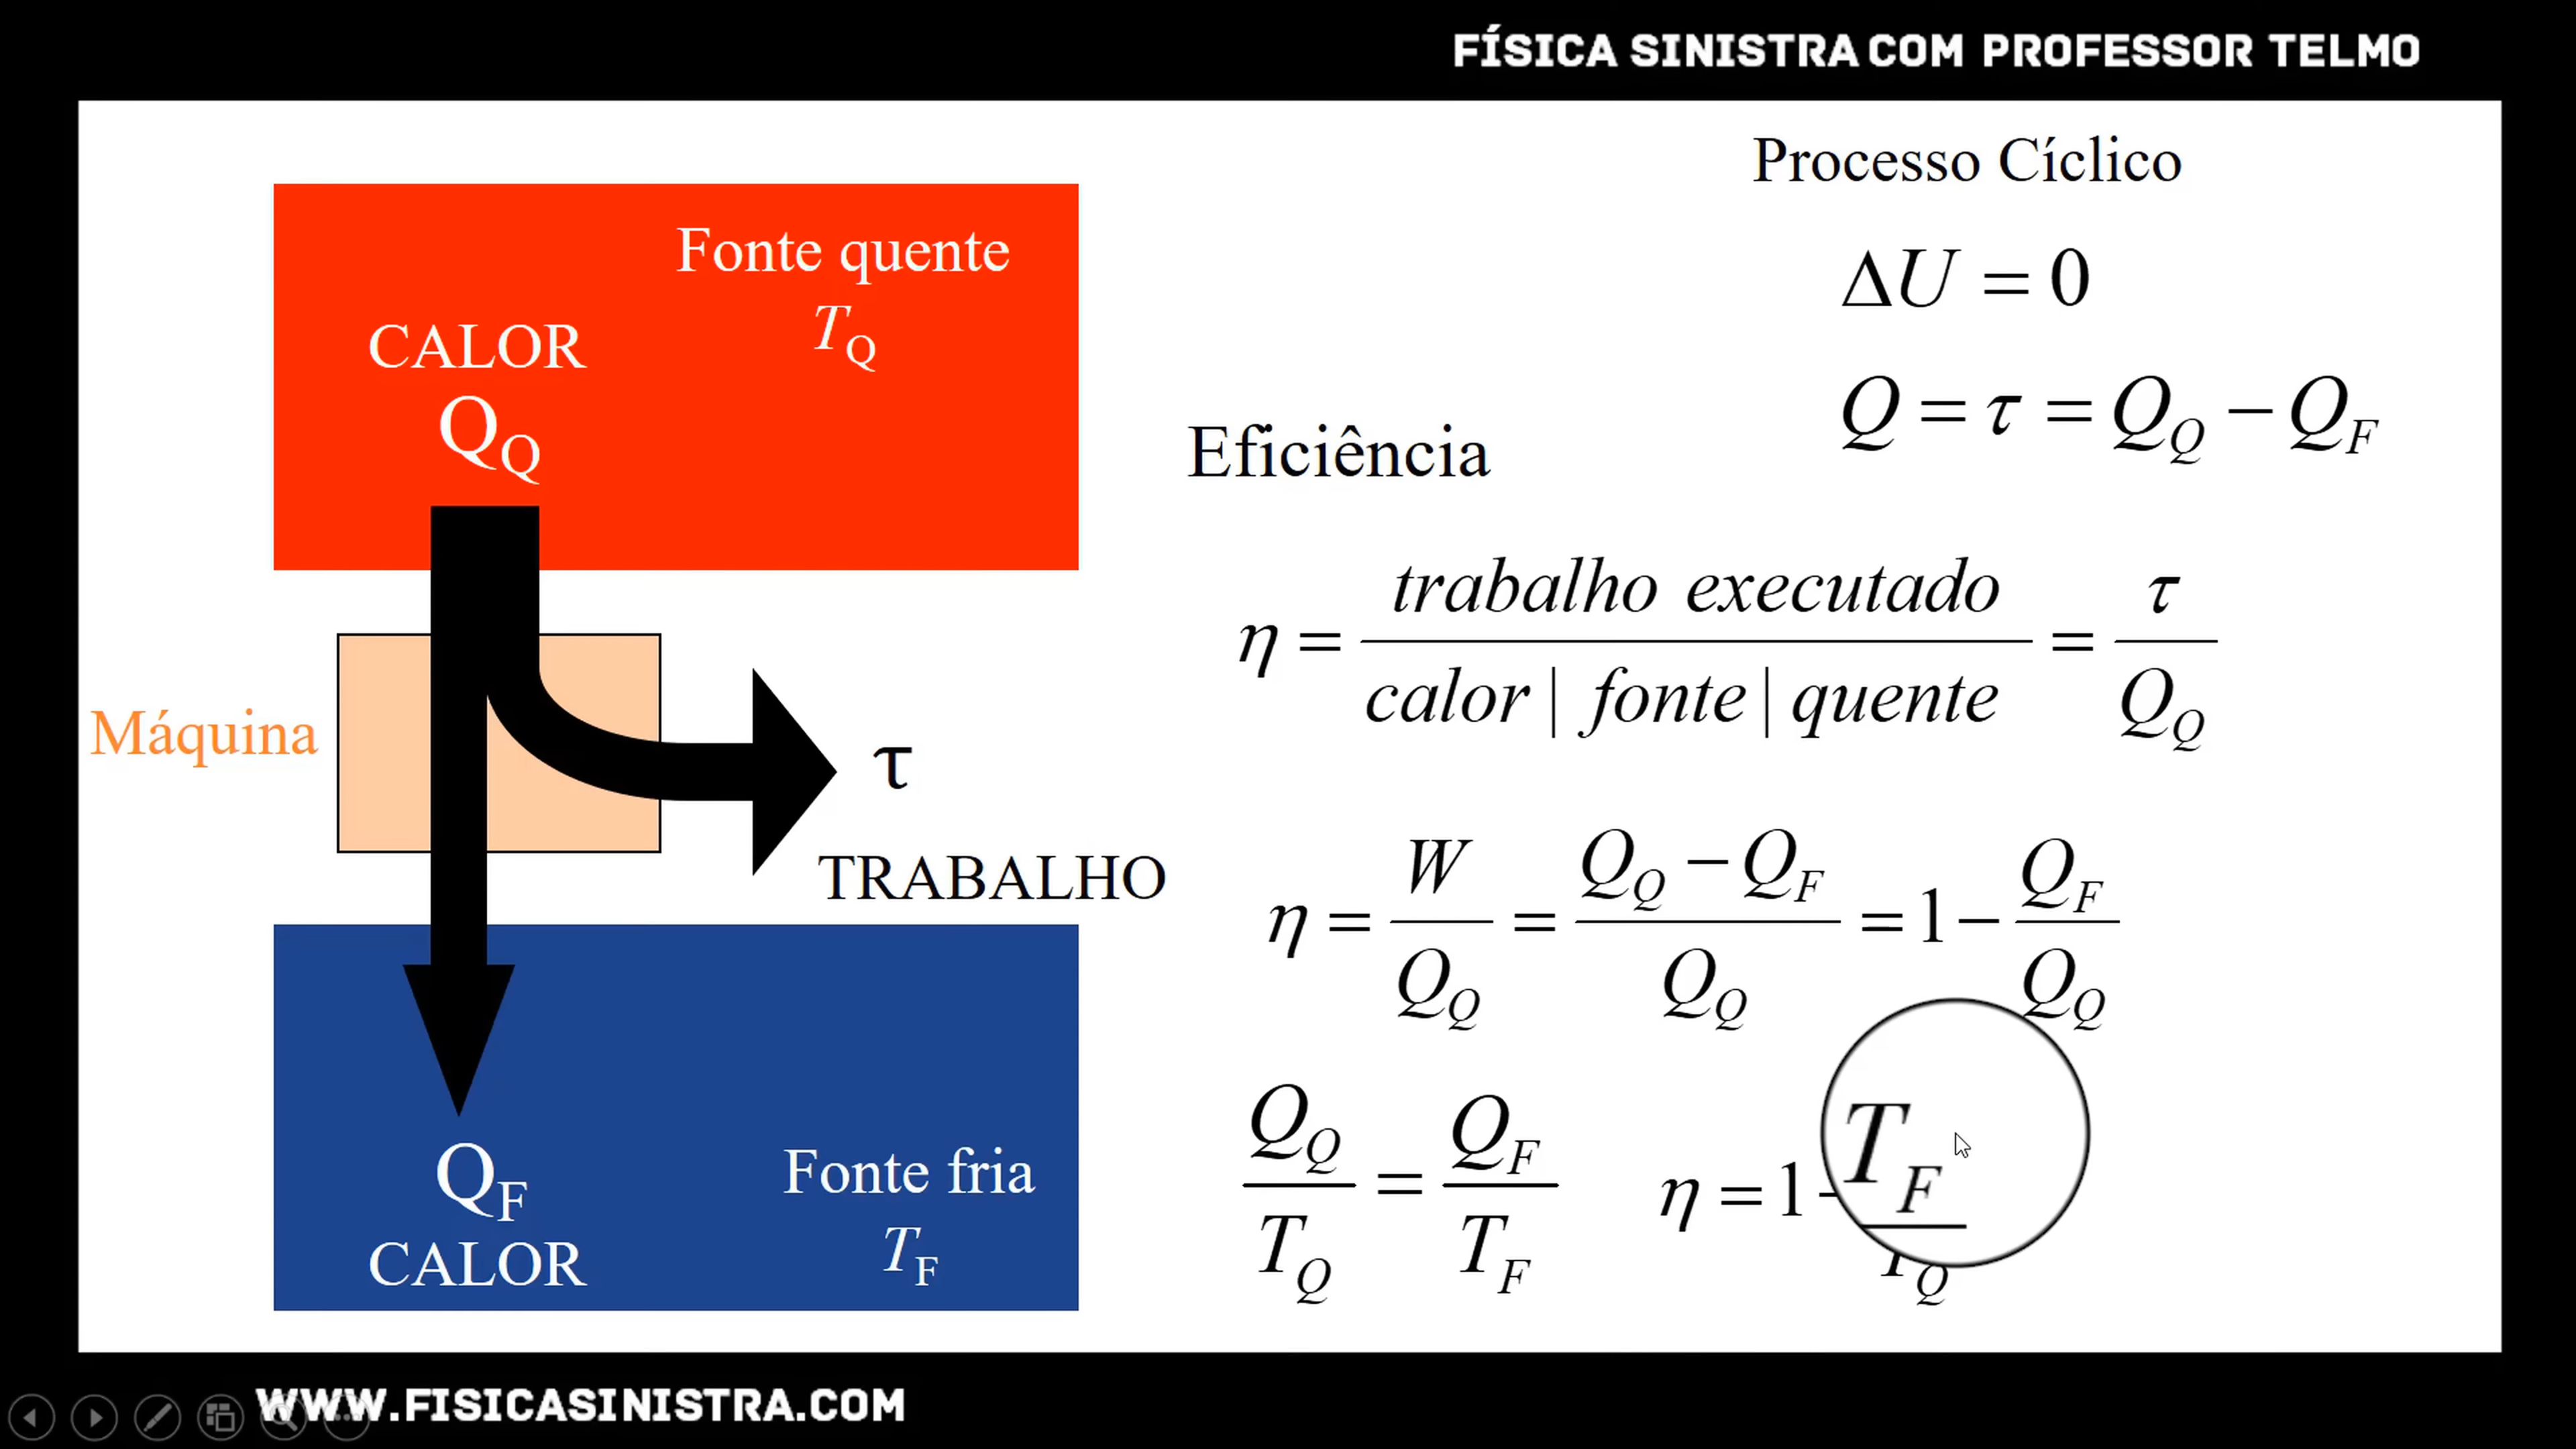 FÍSICA SINISTRA COM PROFESSOR TELMO
Fonte quente
T_Q
CALOR
Q_Q
Máquina
τ
TRABALHO
Q_F
CALOR
Fonte fria
T_F
Processo Cíclico
ΔU = 0
Q = τ = Q_Q − Q_F
Eficiência
η = trabalho executado / calor | fonte | quente = τ / Q_Q
η = W / Q_Q = (Q_Q − Q_F) / Q_Q = 1 − Q_F / Q_Q
Q_Q / T_Q = Q_F / T_F
η = 1 − T_F / T_Q
WWW.FISICASINISTRA.COM